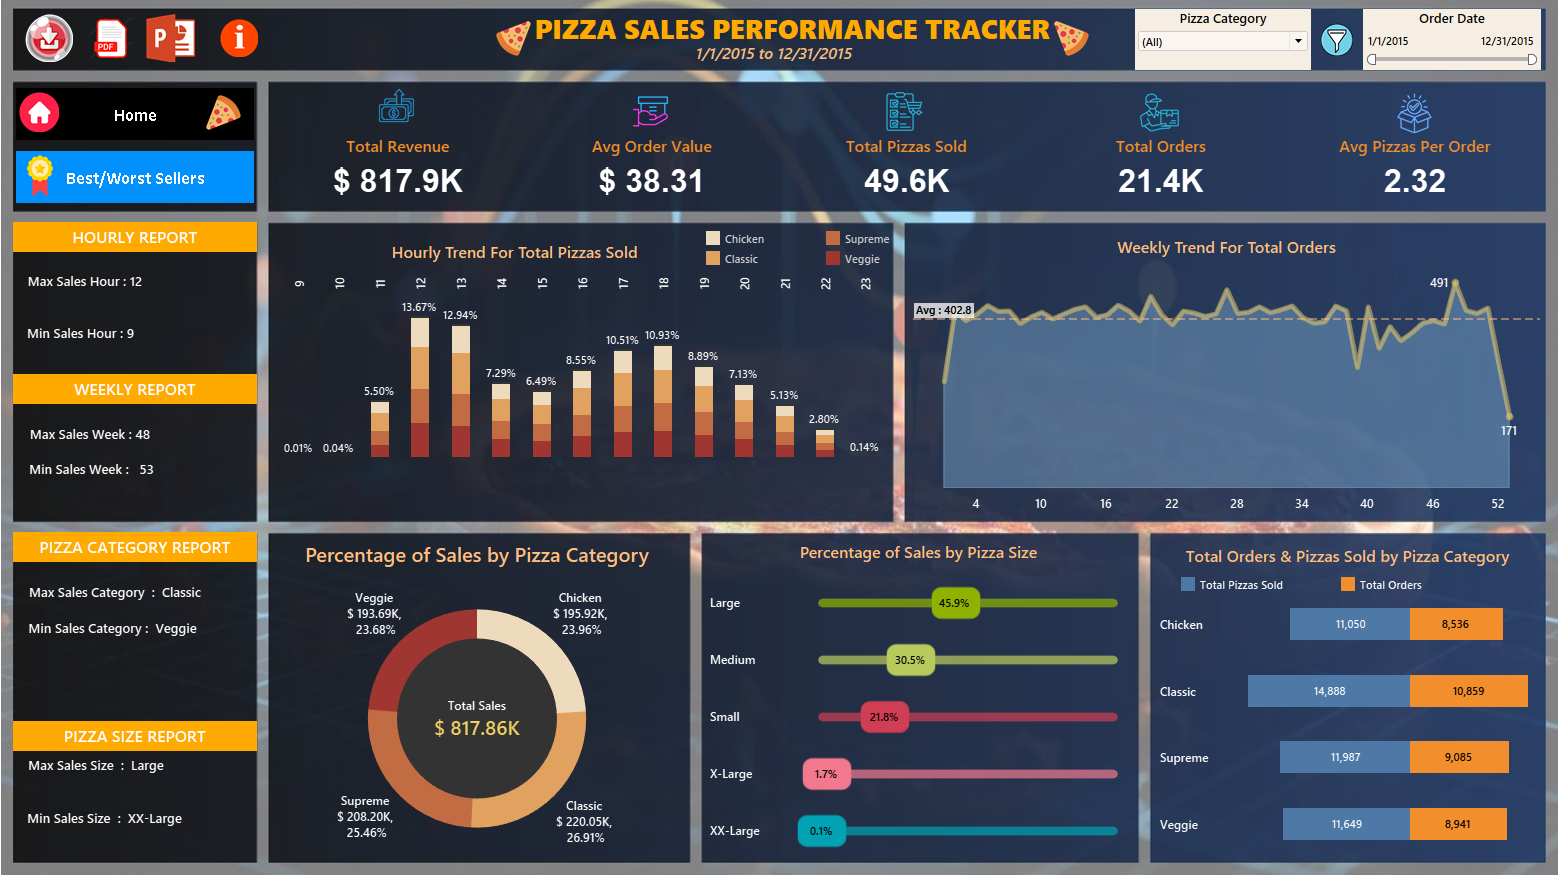 PDF
P
i
PIZZA SALES PERFORMANCE TRACKER
1/1/2015 to 12/31/2015
Pizza Category
(All)
Order Date
1/1/2015 12/31/2015
Home
Best/Worst Sellers
Total Revenue
$ 817.9K
Avg Order Value
$ 38.31
Total Pizzas Sold
49.6K
Total Orders
21.4K
Avg Pizzas Per Order
2.32
HOURLY REPORT
Max Sales Hour : 12
Min Sales Hour : 9
WEEKLY REPORT
Max Sales Week : 48
Min Sales Week : 53
PIZZA CATEGORY REPORT
Max Sales Category : Classic
Min Sales Category : Veggie
PIZZA SIZE REPORT
Max Sales Size : Large
Min Sales Size : XX-Large
Hourly Trend For Total Pizzas Sold
Chicken Supreme
Classic Veggie
9 10 11 12 13 14 15 16 17 18 19 20 21 22 23
0.01% 0.04% 5.50% 13.67% 12.94% 7.29% 6.49% 8.55% 10.51% 10.93% 8.89% 7.13% 5.13% 2.80% 0.14%
Weekly Trend For Total Orders
Avg : 402.8
491
171
4 10 16 22 28 34 40 46 52
Percentage of Sales by Pizza Category
Veggie
$ 193.69K,
23.68%
Chicken
$ 195.92K,
23.96%
Total Sales
$ 817.86K
Supreme
$ 208.20K,
25.46%
Classic
$ 220.05K,
26.91%
Percentage of Sales by Pizza Size
Large 45.9%
Medium 30.5%
Small 21.8%
X-Large 1.7%
XX-Large 0.1%
Total Orders & Pizzas Sold by Pizza Category
Total Pizzas Sold Total Orders
Chicken 11,050 8,536
Classic 14,888 10,859
Supreme 11,987 9,085
Veggie 11,649 8,941